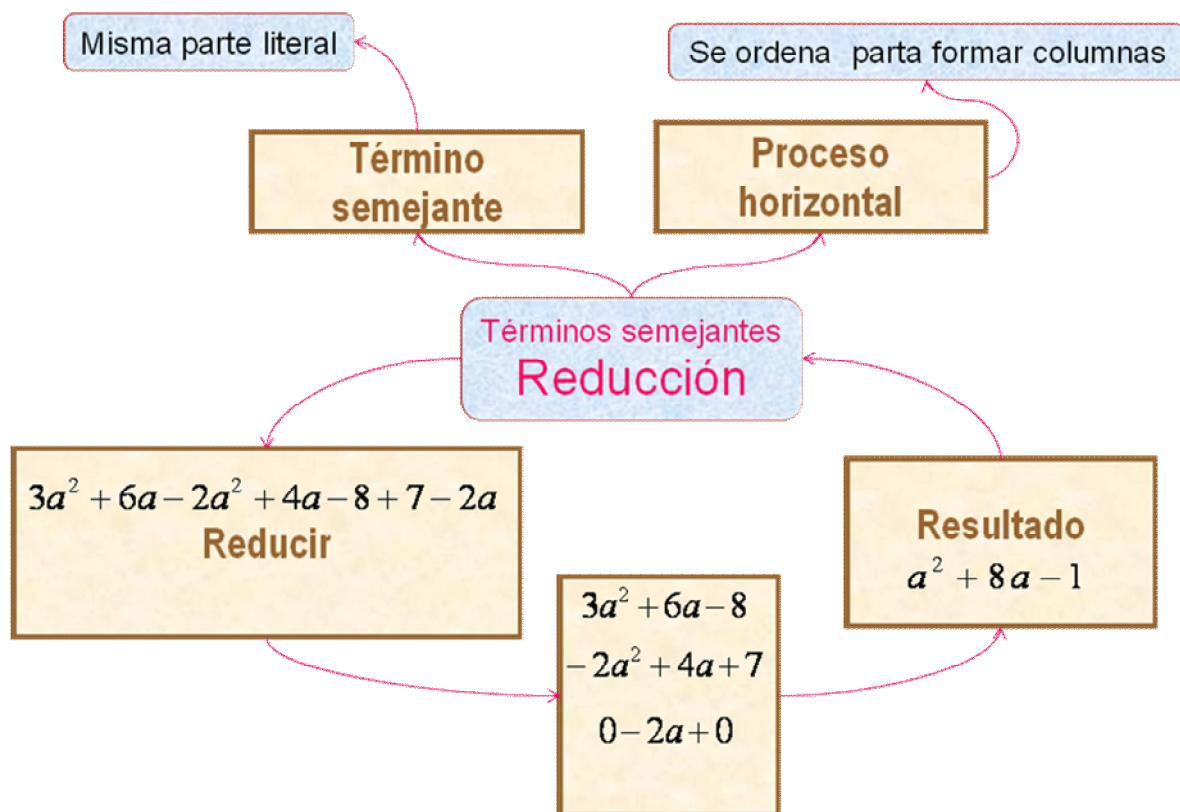 Misma parte literal
Se ordena parta formar columnas
Término
semejante
Proceso
horizontal
Términos semejantes
Reducción
3a² + 6a − 2a² + 4a − 8 + 7 − 2a
Reducir
3a² + 6a − 8
− 2a² + 4a + 7
0 − 2a + 0
Resultado
a² + 8a − 1